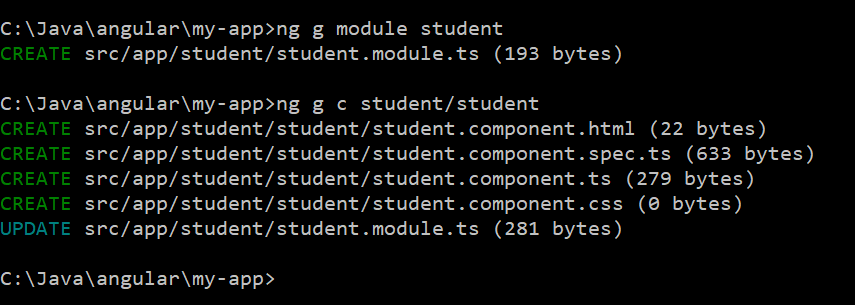 C:\Java\angular\my-app>ng g module student
CREATE src/app/student/student.module.ts (193 bytes)
C:\Java\angular\my-app>ng g c student/student
CREATE src/app/student/student/student.component.html (22 bytes)
CREATE src/app/student/student/student.component.spec.ts (633 bytes)
CREATE src/app/student/student/student.component.ts (279 bytes)
CREATE src/app/student/student/student.component.css (0 bytes)
UPDATE src/app/student/student.module.ts (281 bytes)
C:\Java\angular\my-app>